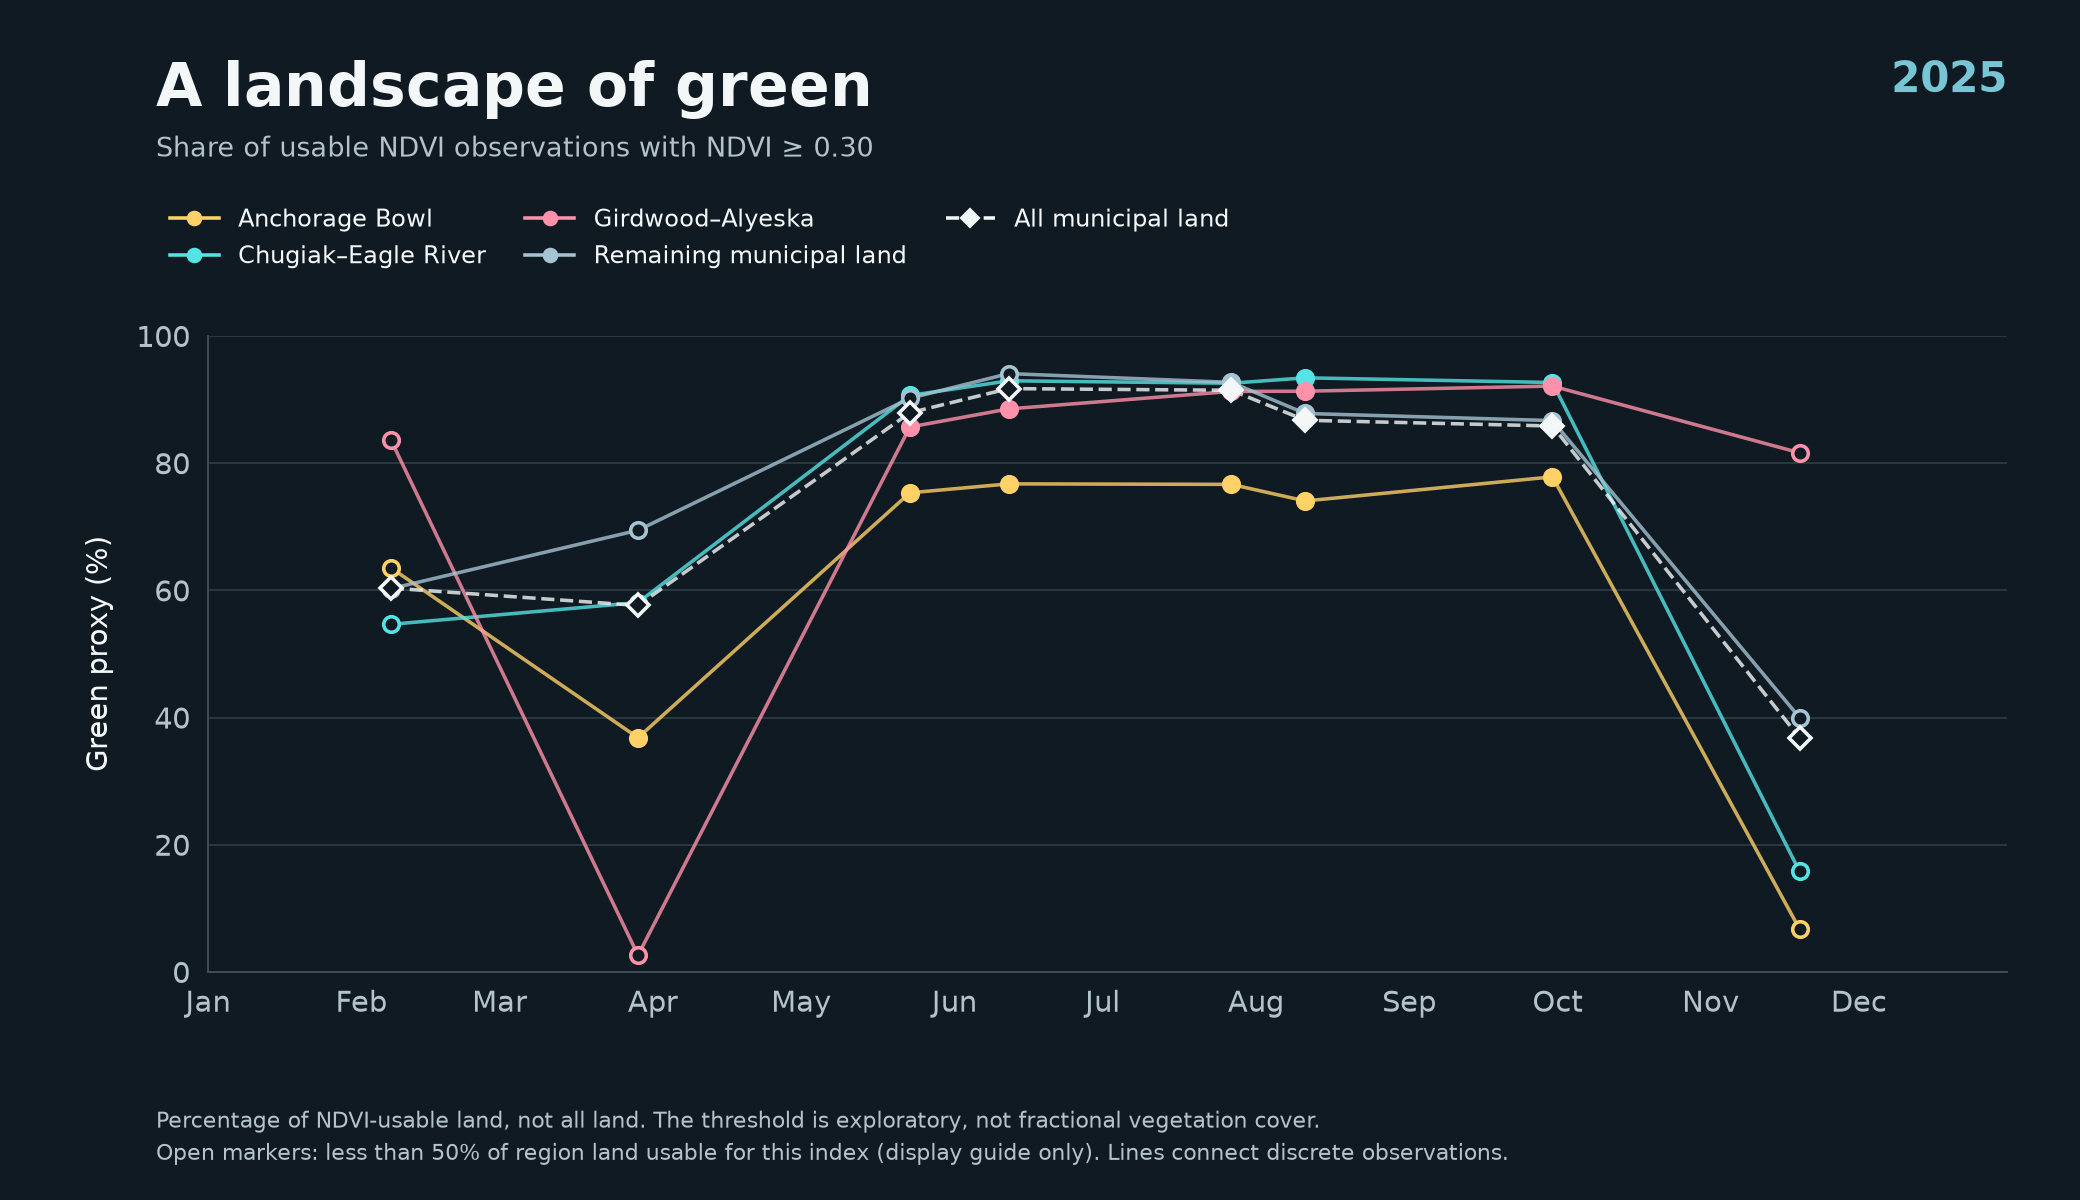 A landscape of green
2025
Share of usable NDVI observations with NDVI ≥ 0.30
Anchorage Bowl
Girdwood–Alyeska
All municipal land
Chugiak–Eagle River
Remaining municipal land
Green proxy (%)
100
80
60
40
20
0
Jan Feb Mar Apr May Jun Jul Aug Sep Oct Nov Dec
Percentage of NDVI-usable land, not all land. The threshold is exploratory, not fractional vegetation cover.
Open markers: less than 50% of region land usable for this index (display guide only). Lines connect discrete observations.